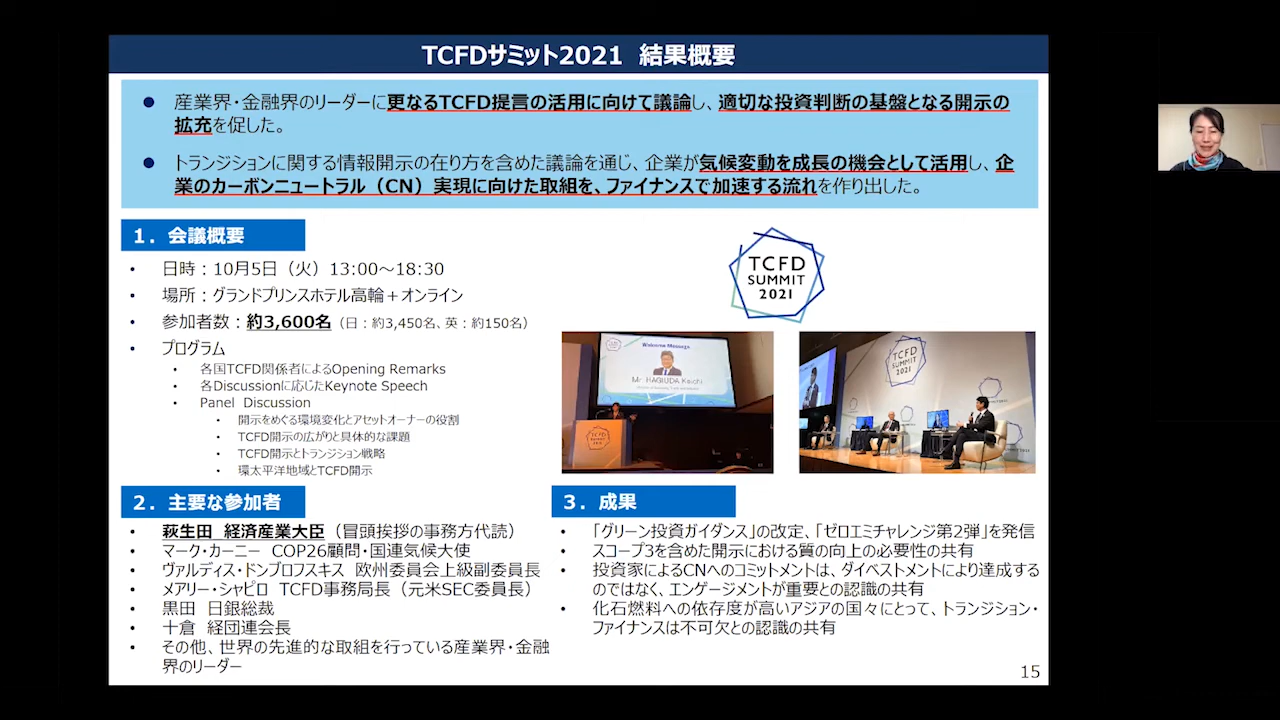 TCFDサミット2021 結果概要
● 産業界・金融界のリーダーに更なるTCFD提言の活用に向けて議論し、適切な投資判断の基盤となる開示の
拡充を促した。
● トランジションに関する情報開示の在り方を含めた議論を通じ、企業が気候変動を成長の機会として活用し、企
業のカーボンニュートラル（CN）実現に向けた取組を、ファイナンスで加速する流れを作り出した。
1．会議概要
• 日時：10月5日（火）13:00～18:30
• 場所：グランドプリンスホテル高輪＋オンライン
• 参加者数：約3,600名（日：約3,450名、英：約150名）
• プログラム
• 各国TCFD関係者によるOpening Remarks
• 各Discussionに応じたKeynote Speech
• Panel Discussion
• 開示をめぐる環境変化とアセットオーナーの役割
• TCFD開示の広がりと具体的な課題
• TCFD開示とトランジション戦略
• 環太平洋地域とTCFD開示
TCFD
SUMMIT
2021
Welcome Message
Mr. HAGIUDA Koichi
TCFD
SUMMIT
2021
2．主要な参加者
• 萩生田 経済産業大臣（冒頭挨拶の事務方代読）
• マーク・カーニー COP26顧問・国連気候大使
• ヴァルディス・ドンブロフスキス 欧州委員会上級副委員長
• メアリー・シャピロ TCFD事務局長（元米SEC委員長）
• 黒田 日銀総裁
• 十倉 経団連会長
• その他、世界の先進的な取組を行っている産業界・金融
界のリーダー
3．成果
• 「グリーン投資ガイダンス」の改定、「ゼロエミチャレンジ第2弾」を発信
• スコープ3を含めた開示における質の向上の必要性の共有
• 投資家によるCNへのコミットメントは、ダイベストメントにより達成する
のではなく、エンゲージメントが重要との認識の共有
• 化石燃料への依存度が高いアジアの国々にとって、トランジション・
ファイナンスは不可欠との認識の共有
15